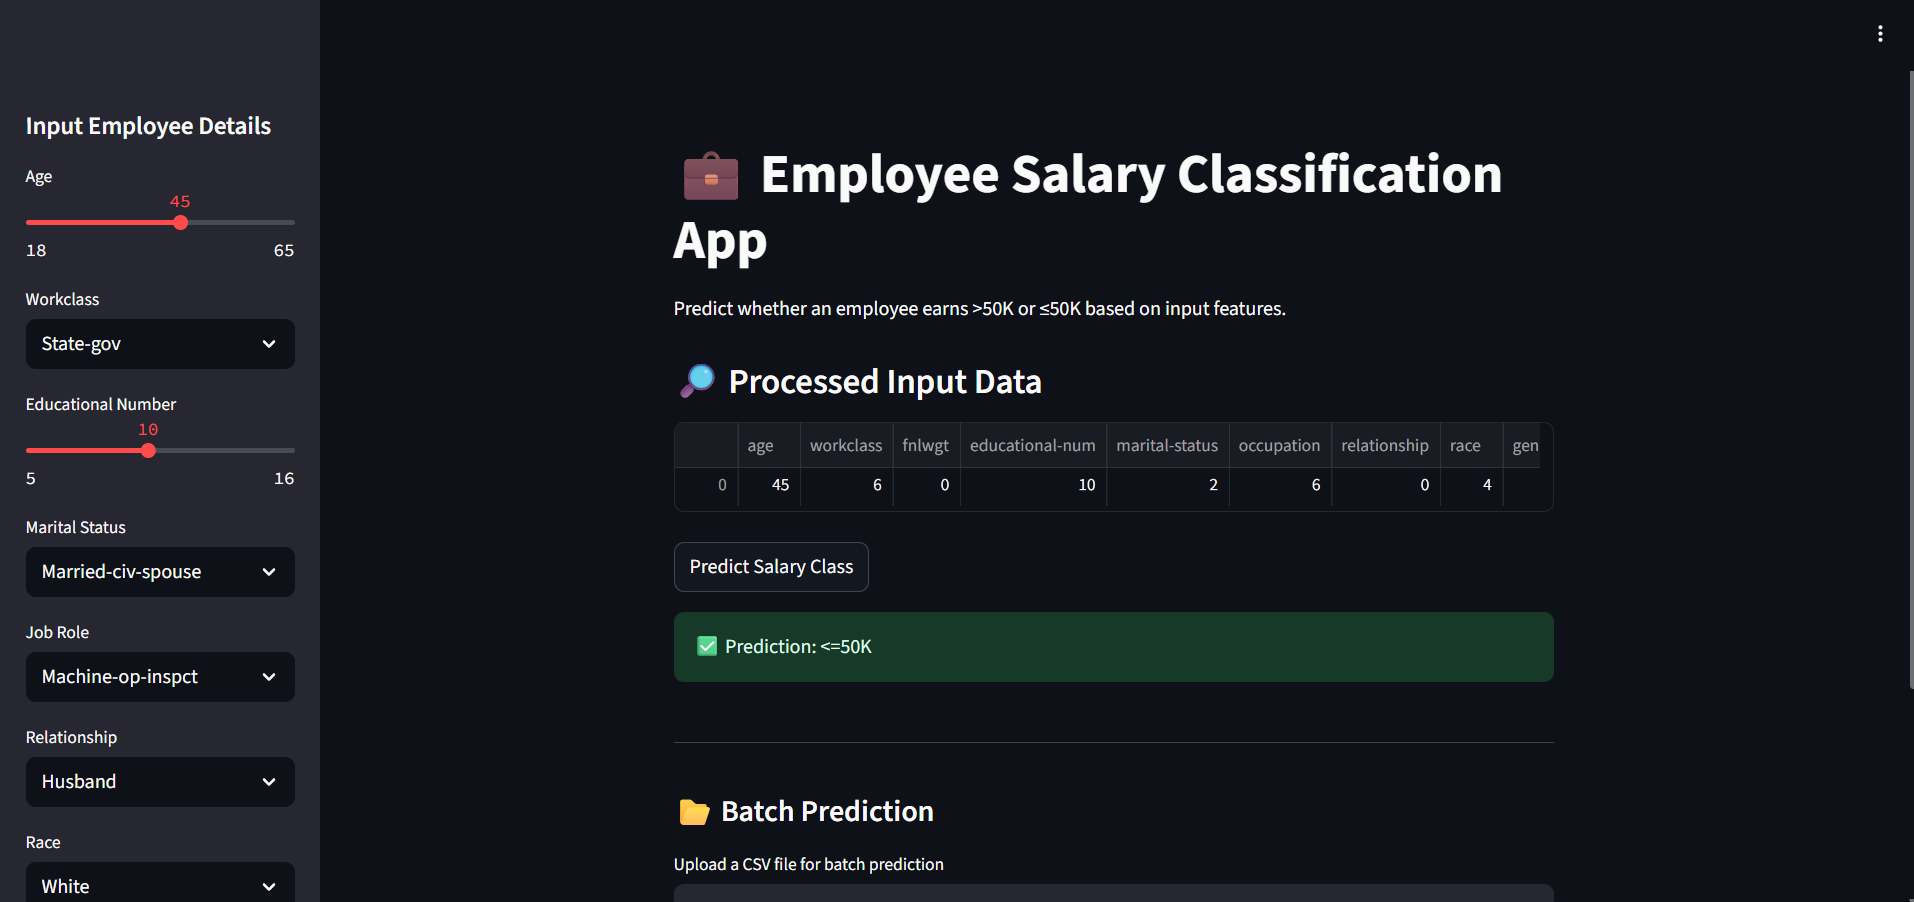 Input Employee Details
Age
45
18 65
Workclass
State-gov
Educational Number
10
5 16
Marital Status
Married-civ-spouse
Job Role
Machine-op-inspct
Relationship
Husband
Race
White
Employee Salary Classification
App
Predict whether an employee earns >50K or ≤50K based on input features.
Processed Input Data
age workclass fnlwgt educational-num marital-status occupation relationship race gen
0 45 6 0 10 2 6 0 4
Predict Salary Class
Prediction: <=50K
Batch Prediction
Upload a CSV file for batch prediction